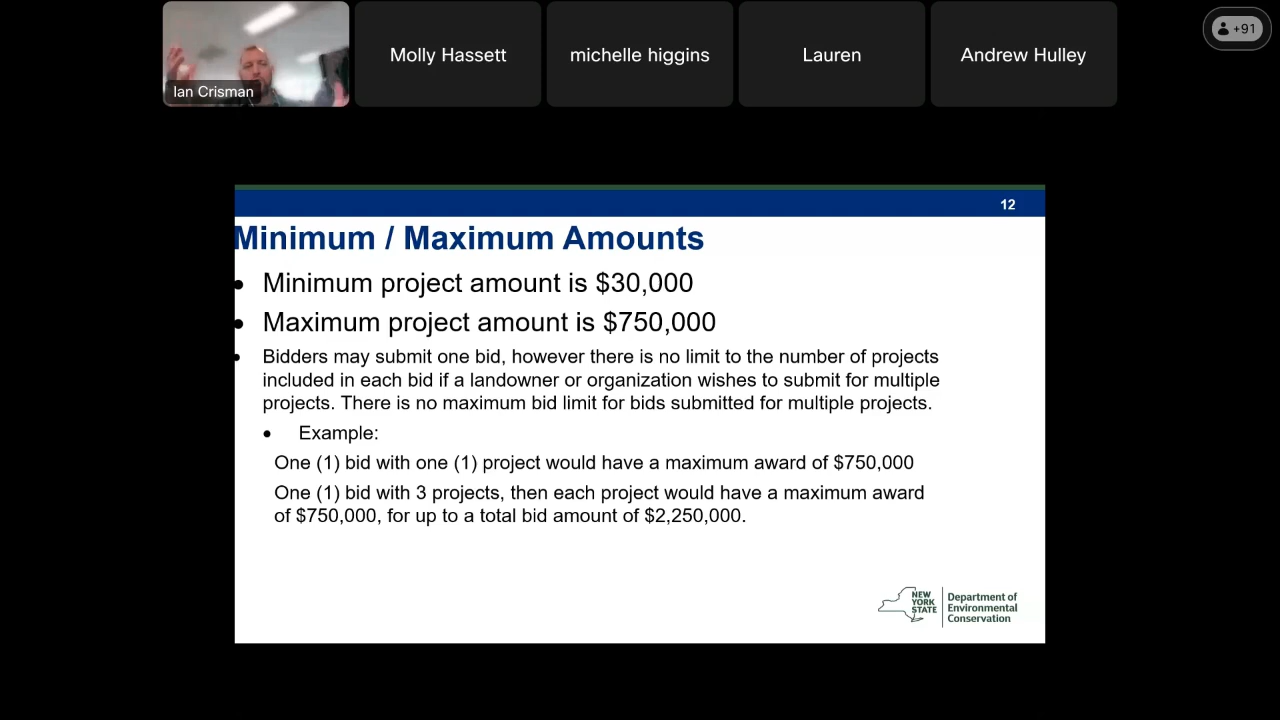 Ian Crisman
Molly Hassett
michelle higgins
Lauren
Andrew Hulley
+91
12
Minimum / Maximum Amounts
• Minimum project amount is $30,000
• Maximum project amount is $750,000
• Bidders may submit one bid, however there is no limit to the number of projects
included in each bid if a landowner or organization wishes to submit for multiple
projects. There is no maximum bid limit for bids submitted for multiple projects.
• Example:
One (1) bid with one (1) project would have a maximum award of $750,000
One (1) bid with 3 projects, then each project would have a maximum award
of $750,000, for up to a total bid amount of $2,250,000.
NEW
YORK
STATE
Department of
Environmental
Conservation